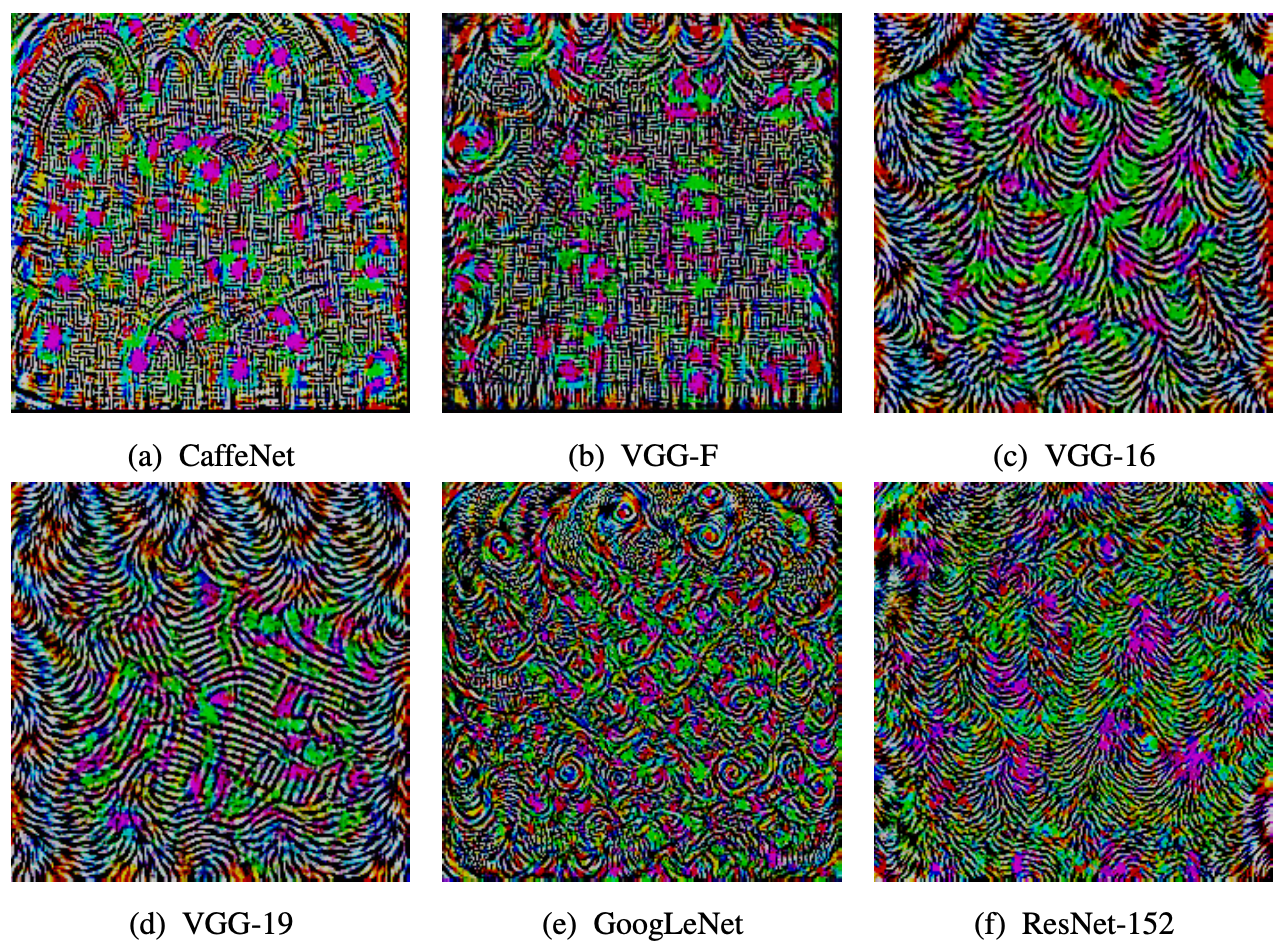 (a) CaffeNet
(b) VGG-F
(c) VGG-16
(d) VGG-19
(e) GoogLeNet
(f) ResNet-152